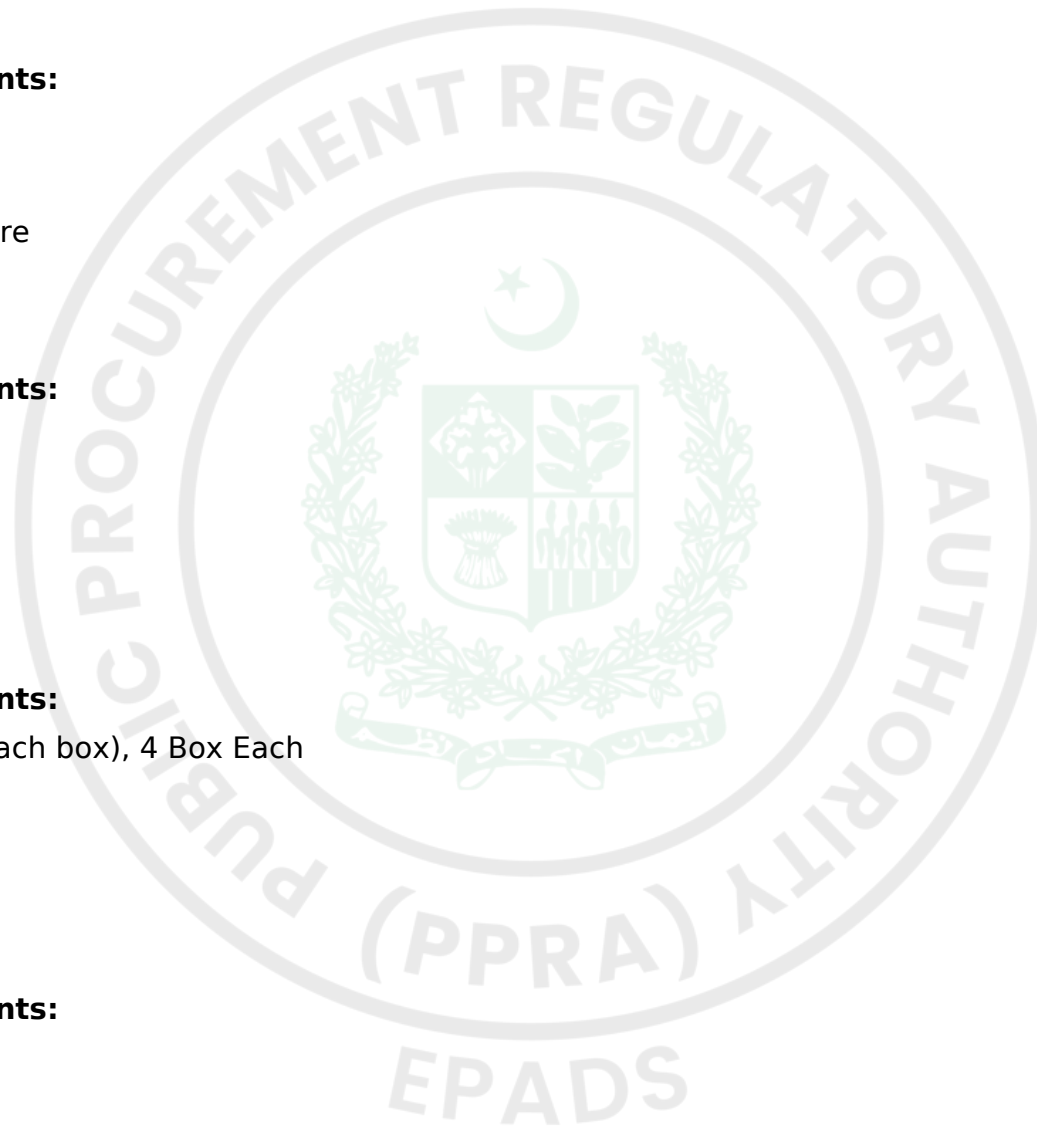 nts:
re
nts:
nts:
ach box), 4 Box Each
nts:
PUBLIC PROCUREMENT REGULATORY AUTHORITY
(PPRA)
EPADS